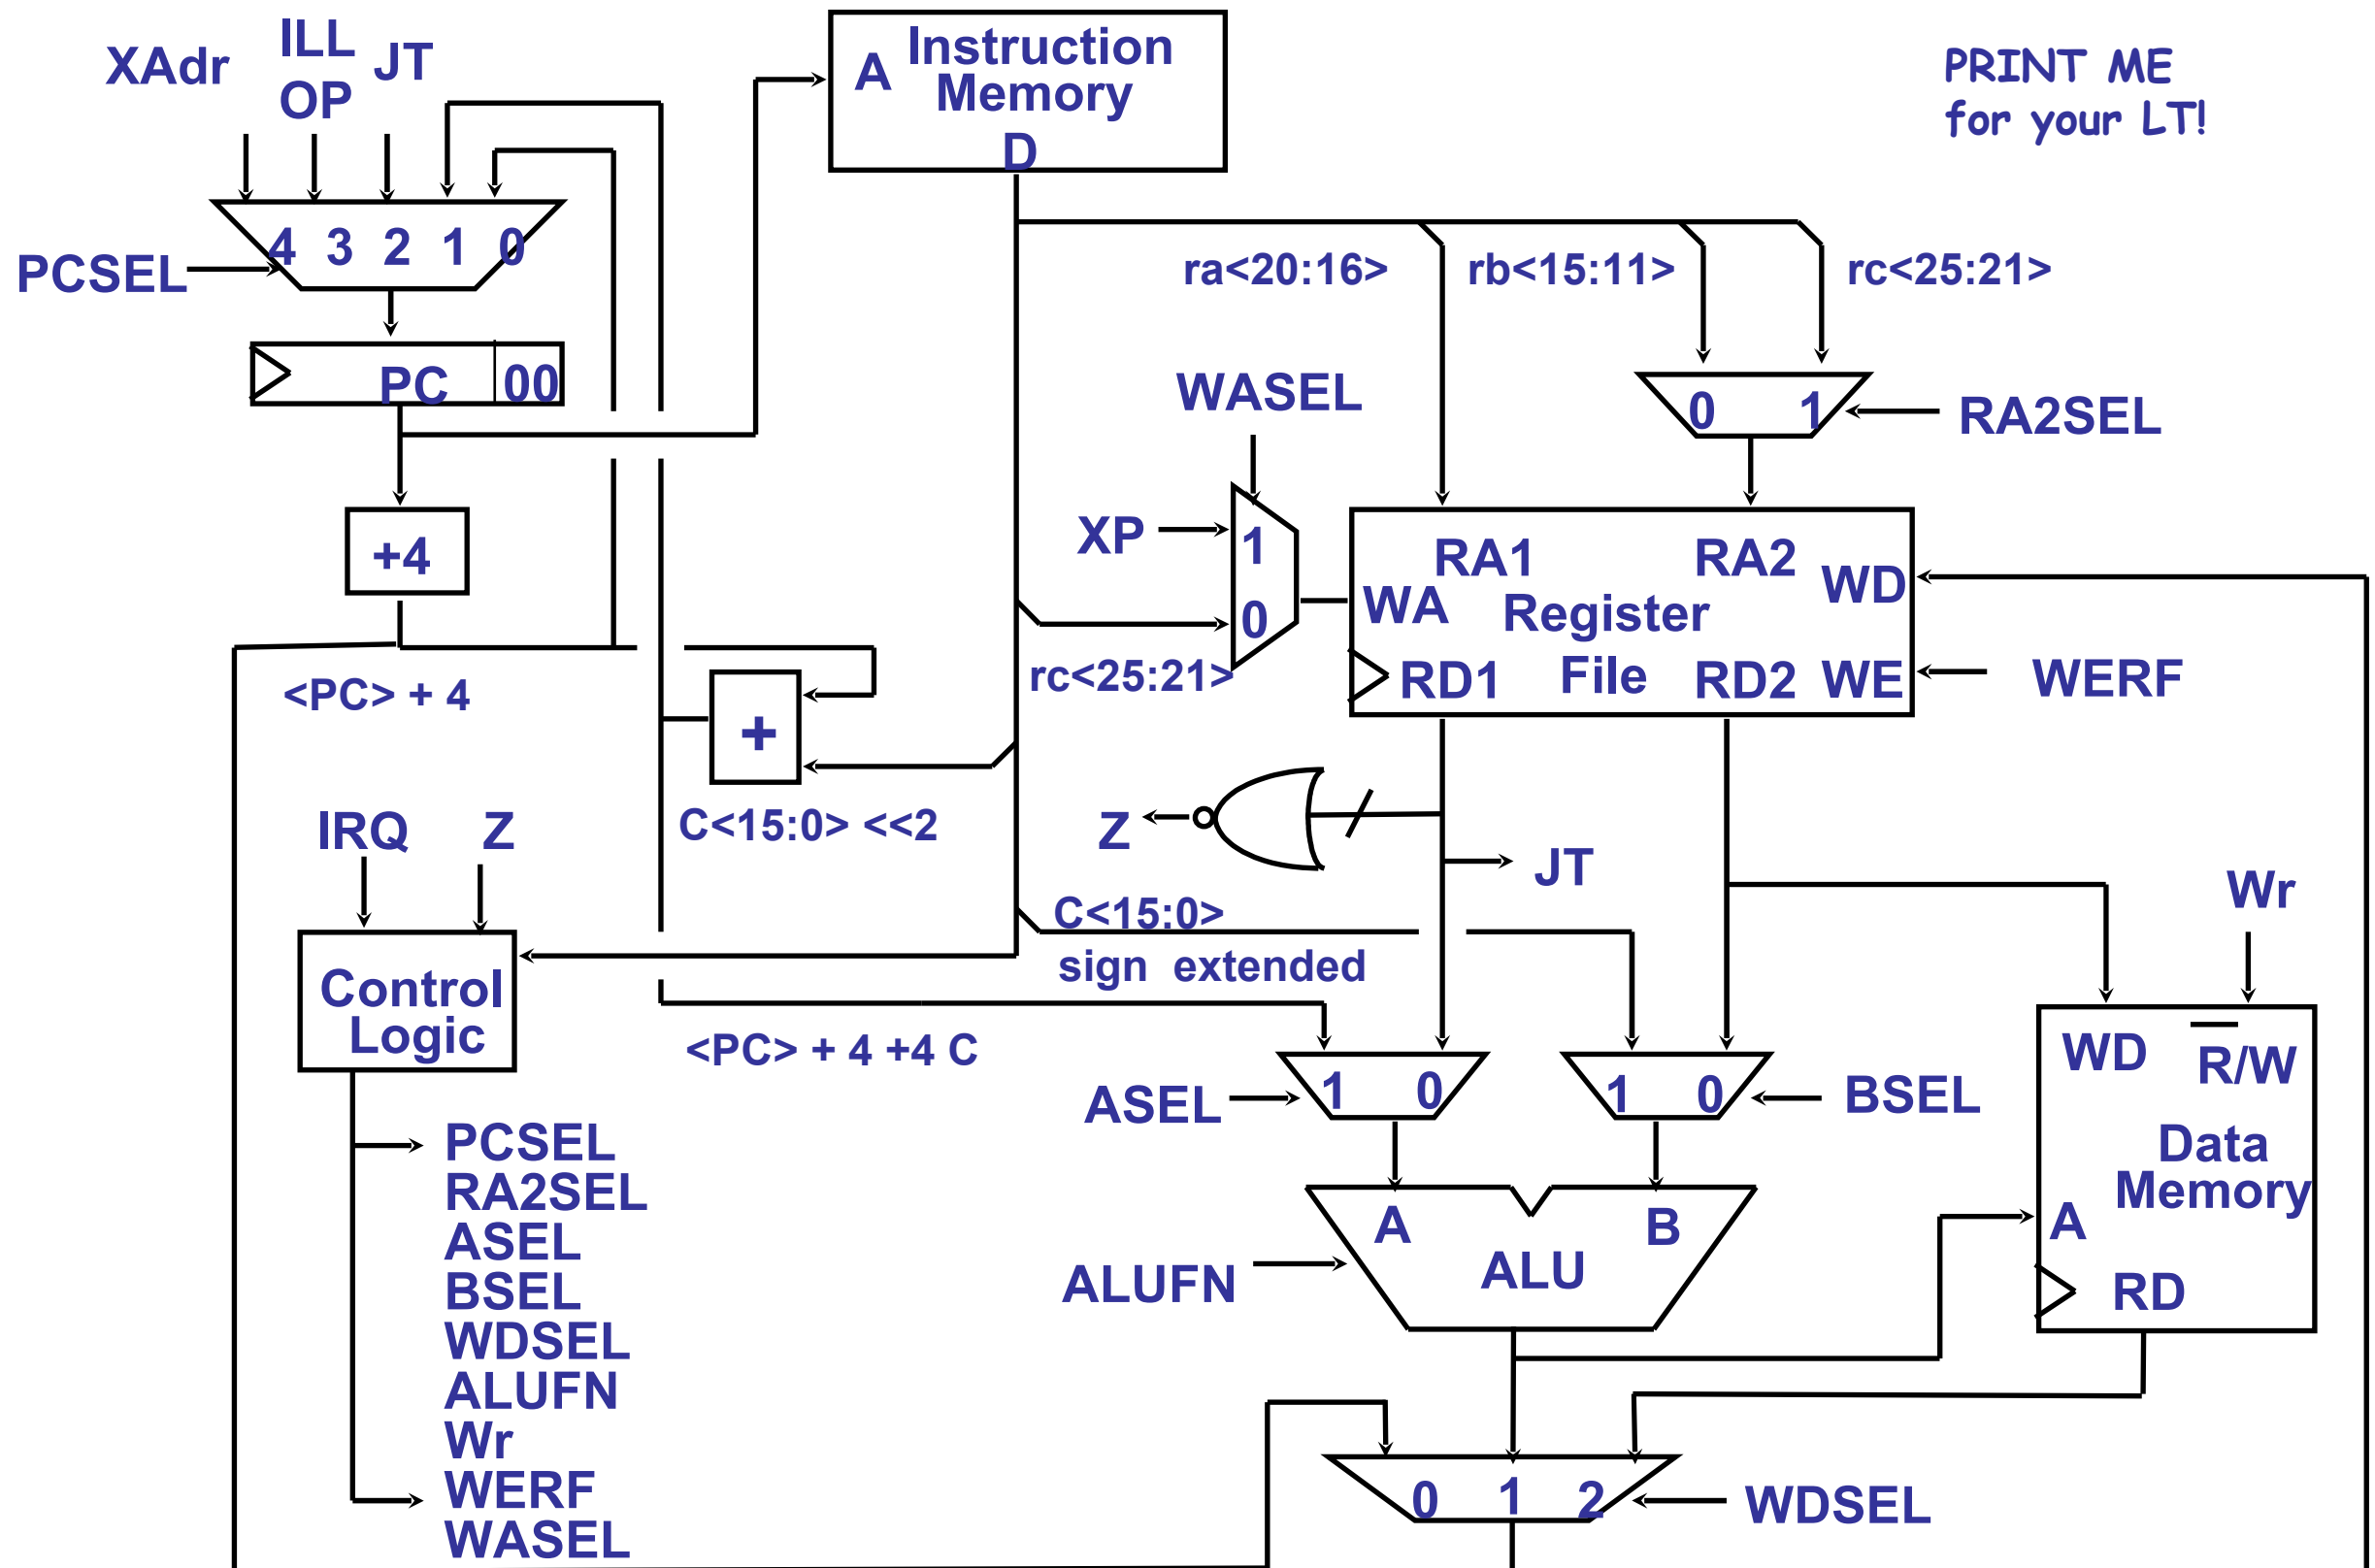 XAdr
ILL
OP
JT
A
Instruction
Memory
D
PRINT ME
for your LT!
4 3 2 1 0
PCSEL
ra<20:16>
rb<15:11>
rc<25:21>
PC
00
WASEL
0 1
RA2SEL
+4
XP
1
0
RA1
RA2
WD
WA
Register
File
RD1
RD2
WE
WERF
rc<25:21>
<PC> + 4
+
C<15:0> <<2
IRQ
Z
Z
JT
Wr
C<15:0>
sign extended
Control
Logic
<PC> + 4 +4 C
WD
R/W
Data
Memory
A
RD
ASEL
1 0
1 0
BSEL
A
B
ALU
ALUFN
PCSEL
RA2SEL
ASEL
BSEL
WDSEL
ALUFN
Wr
WERF
WASEL
0 1 2
WDSEL